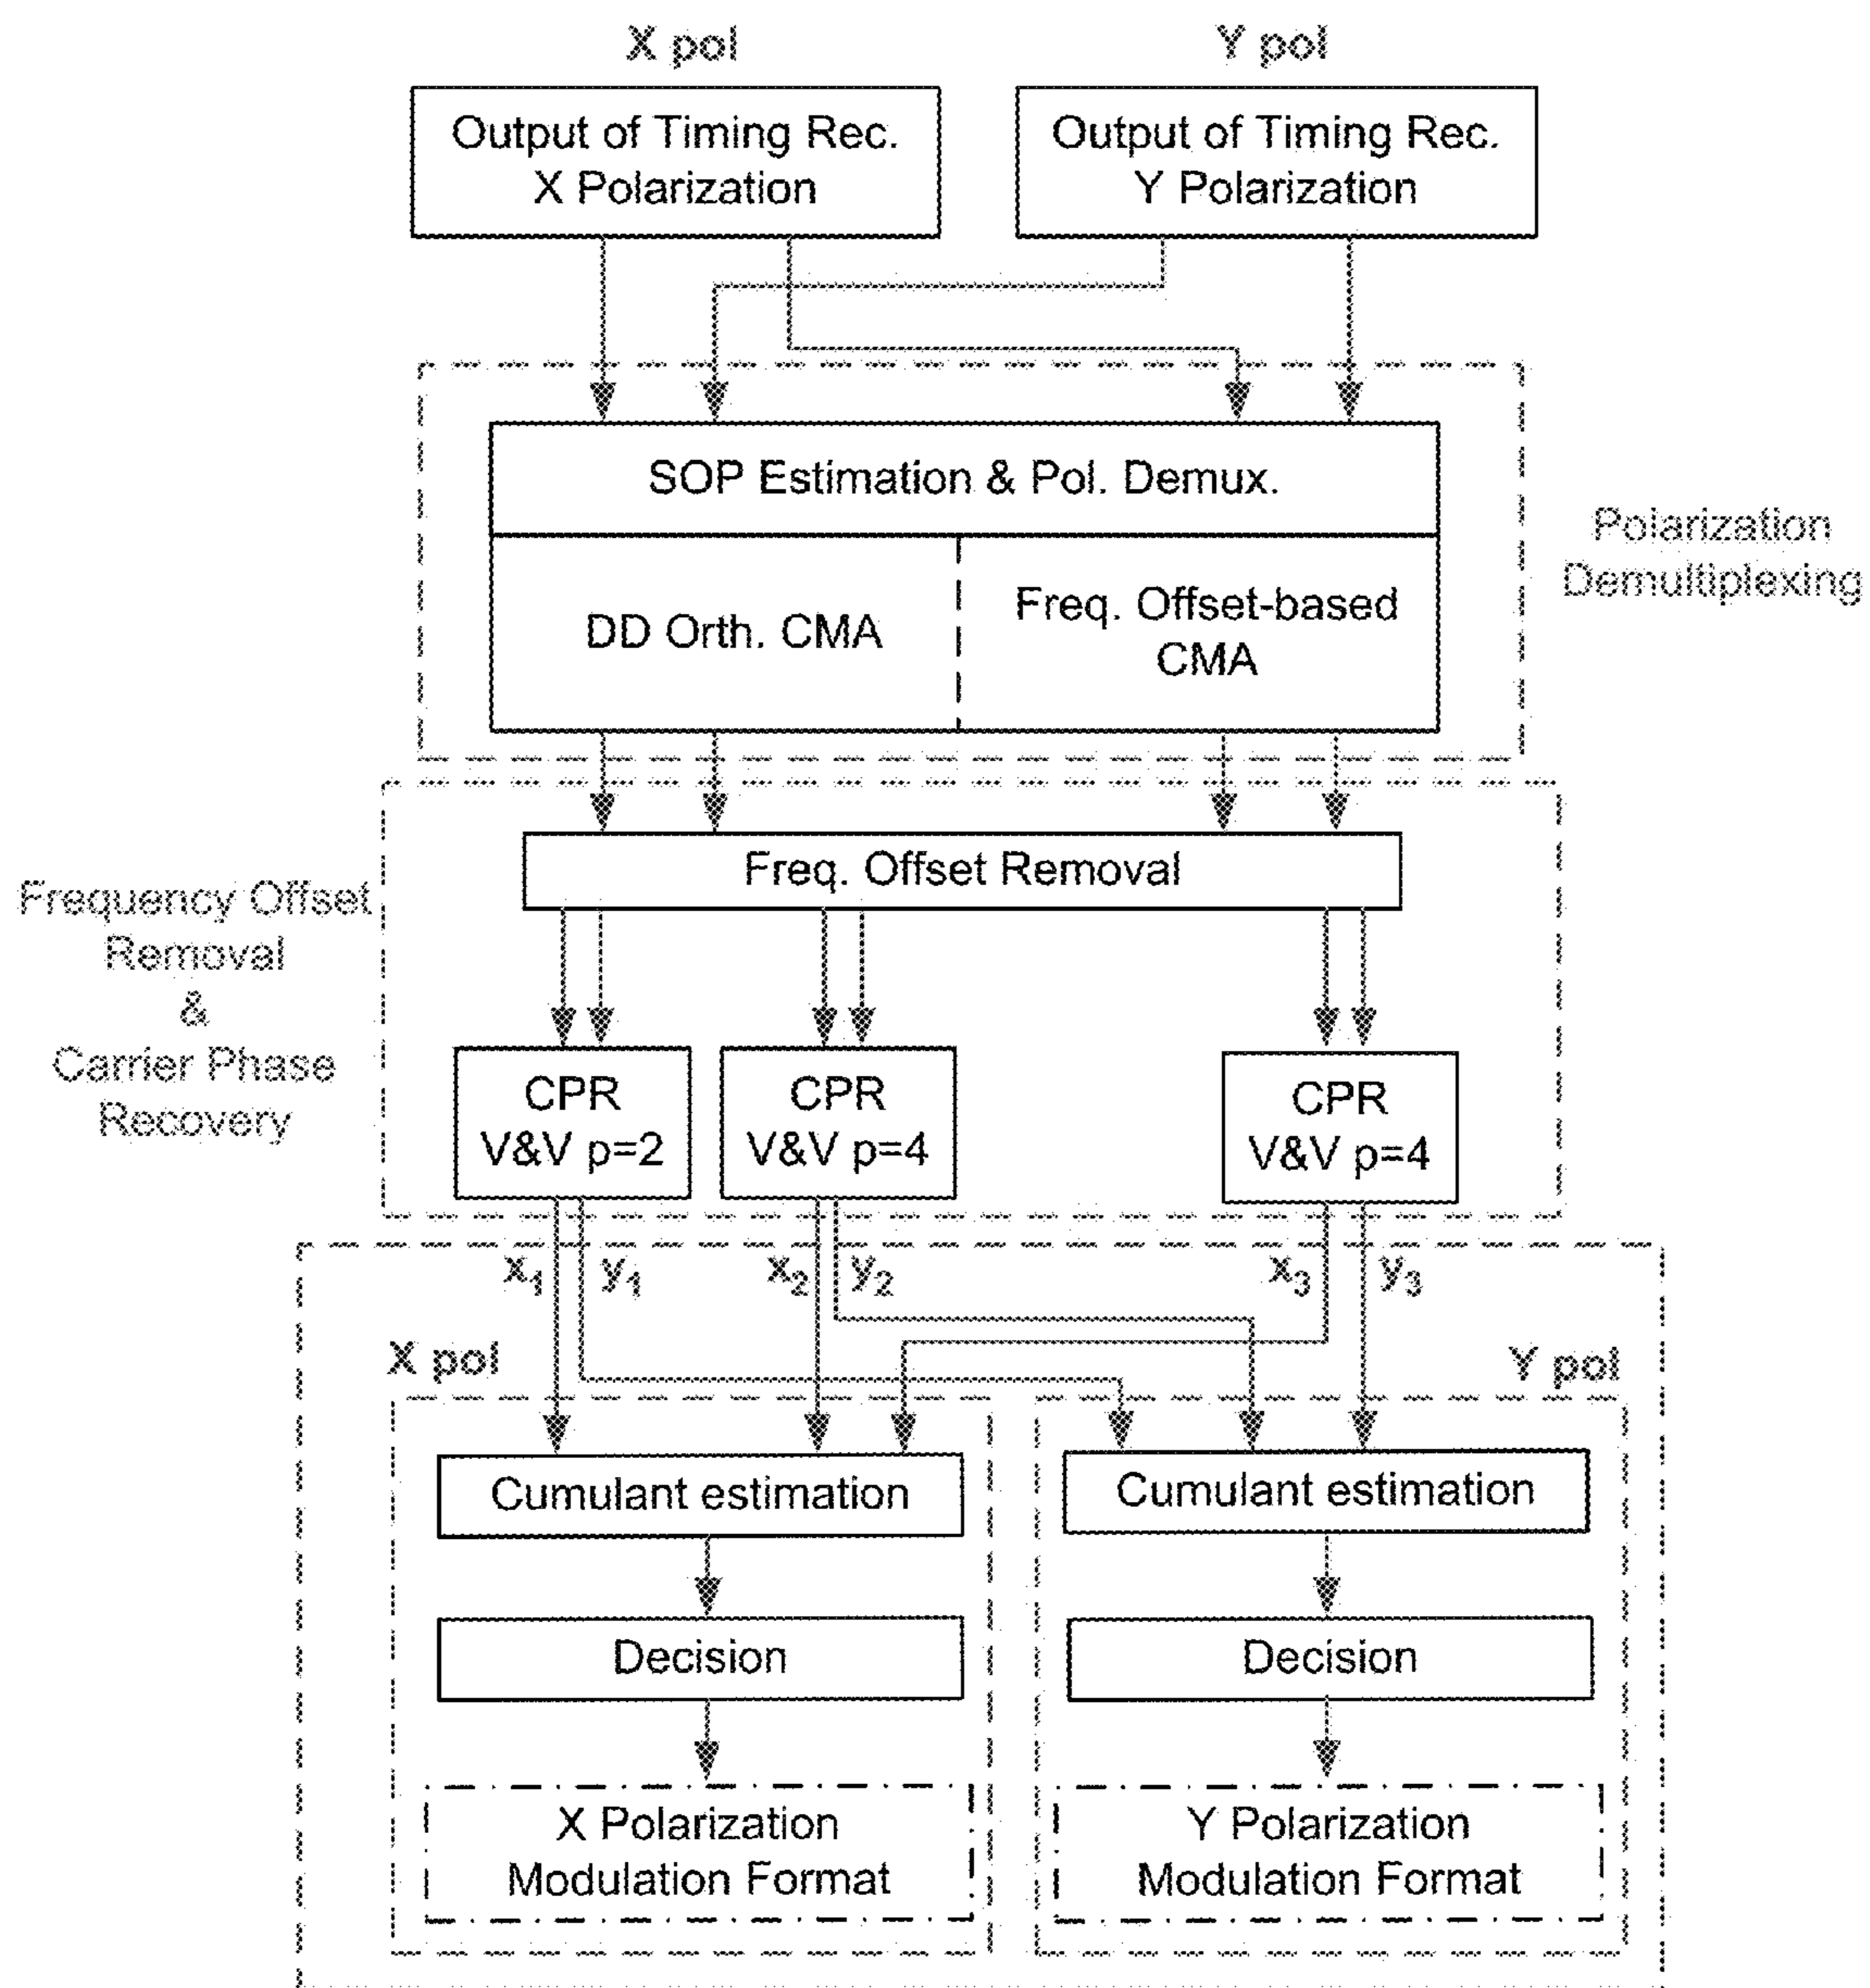 X pol
Y pol
Output of Timing Rec.
X Polarization
Output of Timing Rec.
Y Polarization
SOP Estimation & Pol. Demux.
DD Orth. CMA
Freq. Offset-based
CMA
Polarization
Demultiplexing
Freq. Offset Removal
Frequency Offset
Removal
&
Carrier Phase
Recovery
CPR
V&V p=2
CPR
V&V p=4
CPR
V&V p=4
x₁
y₁
x₂
y₂
x₃
y₃
X pol
Y pol
Cumulant estimation
Cumulant estimation
Decision
Decision
X Polarization
Modulation Format
Y Polarization
Modulation Format